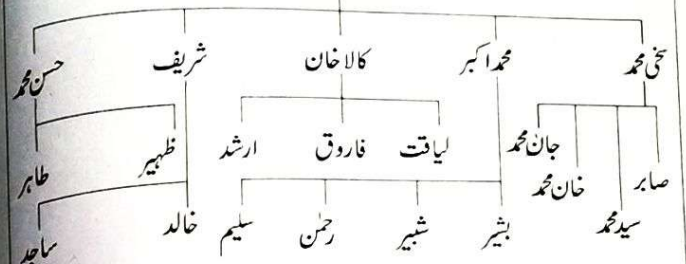 سخی محمد محمد اکبر کالا خان شریف حسن محمد
جان محمد لیاقت فاروق ارشد ظہیر
صابر خان محمد طاہر
سید محمد بشیر شبیر رحمٰن سلیم خالد ساجد